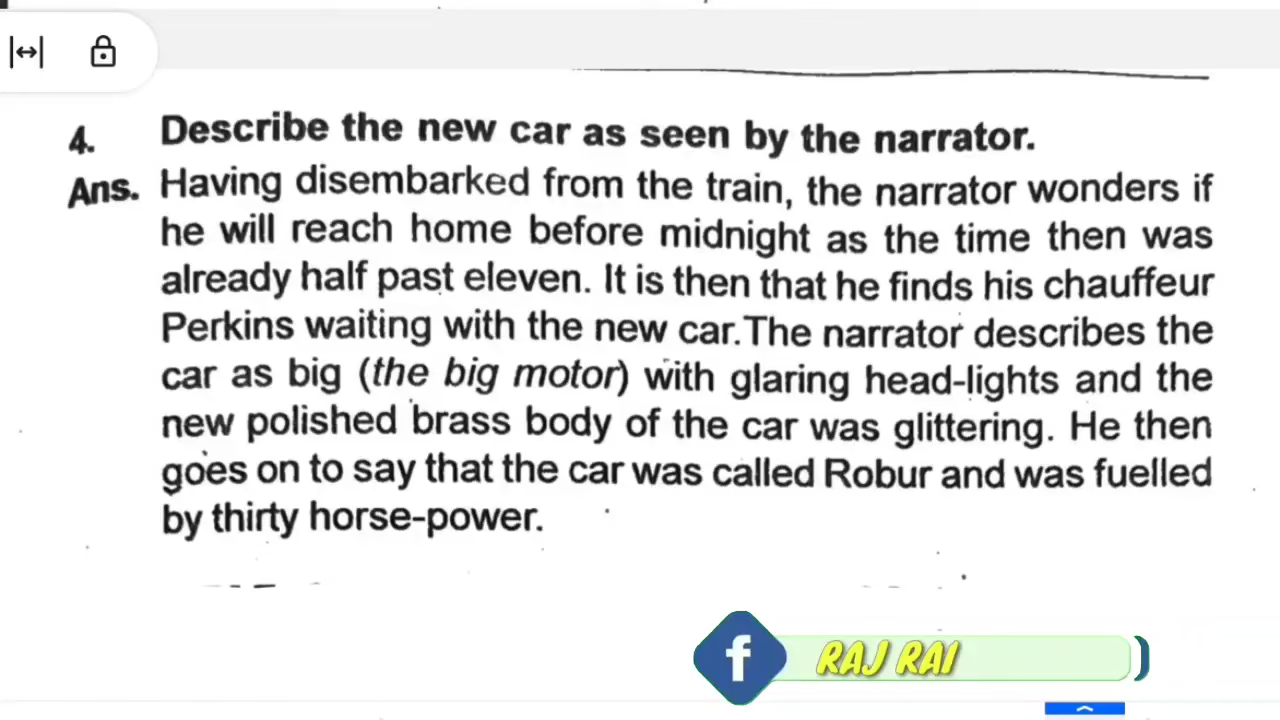 4. Describe the new car as seen by the narrator.
Ans. Having disembarked from the train, the narrator wonders if
he will reach home before midnight as the time then was
already half past eleven. It is then that he finds his chauffeur
Perkins waiting with the new car.The narrator describes the
car as big (the big motor) with glaring head-lights and the
new polished brass body of the car was glittering. He then
goes on to say that the car was called Robur and was fuelled
by thirty horse-power.
f RAJ RAI